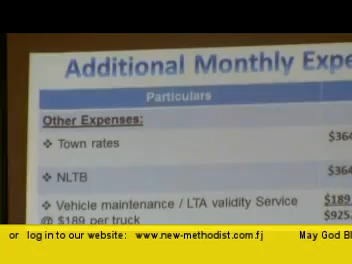 Additional Monthly Expe
Particulars
Other Expenses:
❖ Town rates $364
❖ NLTB $364
❖ Vehicle maintenance / LTA validity Service $189
@ $189 per truck $925.
or log in to our website: www.new-methodist.com.fj May God Bl